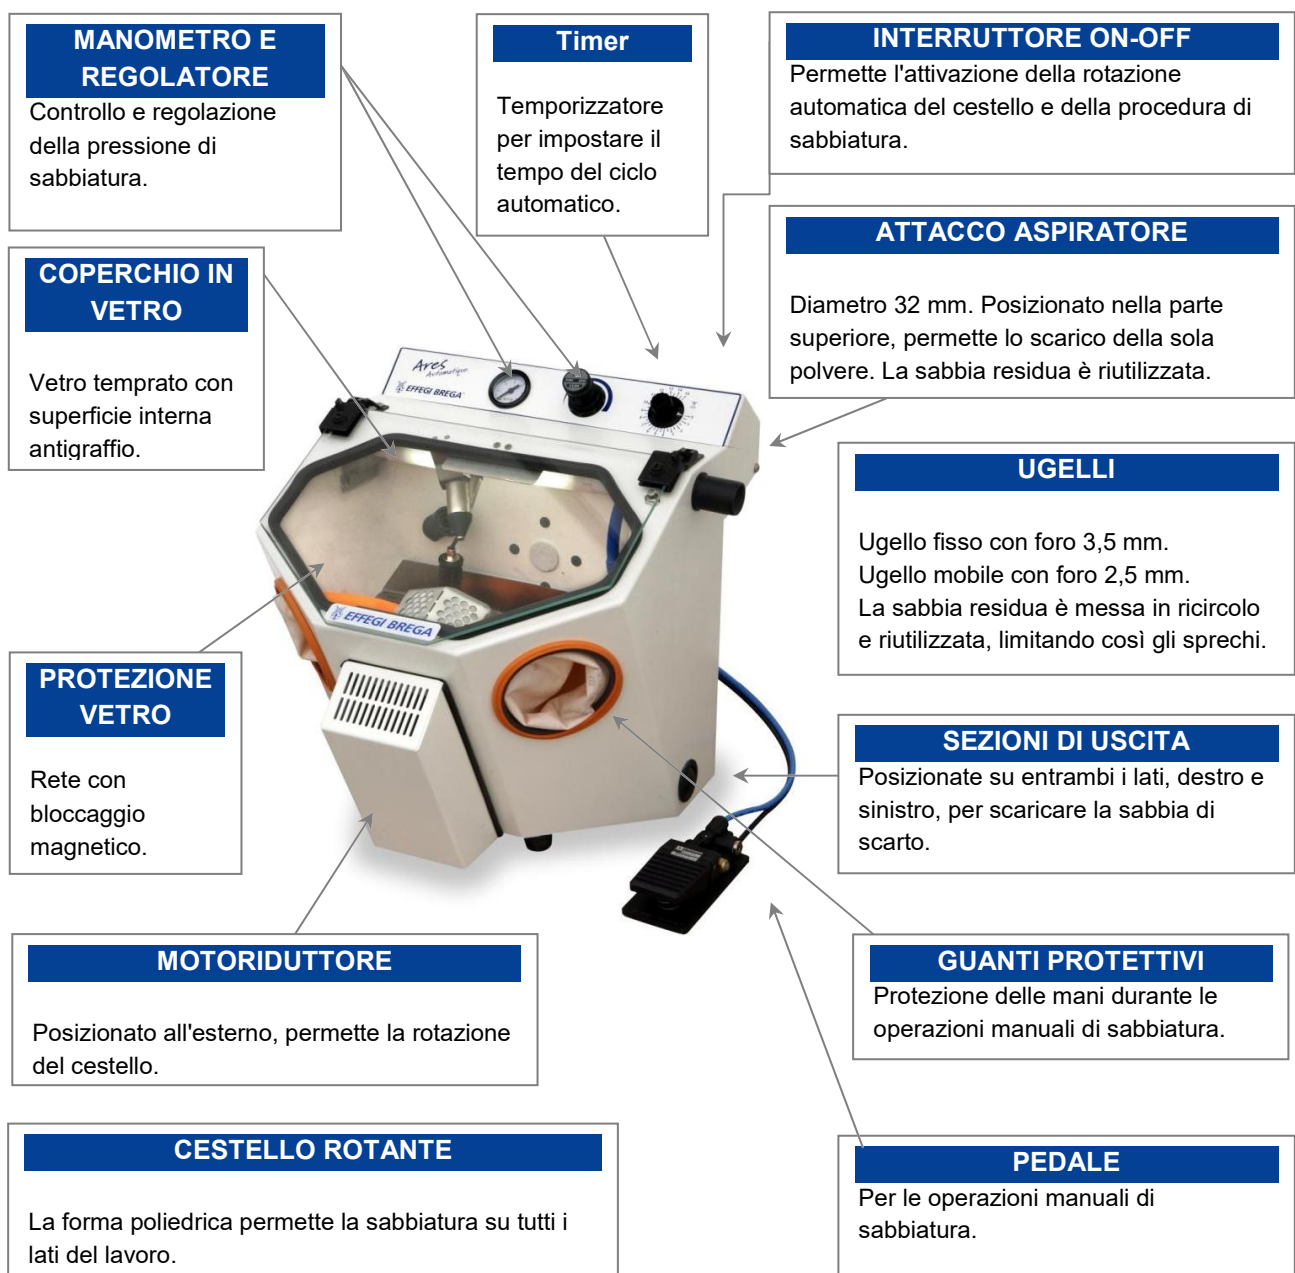 MANOMETRO E
REGOLATORE
Controllo e regolazione
della pressione di
sabbiatura.
Timer
Temporizzatore
per impostare il
tempo del ciclo
automatico.
INTERRUTTORE ON-OFF
Permette l'attivazione della rotazione
automatica del cestello e della procedura di
sabbiatura.
ATTACCO ASPIRATORE
Diametro 32 mm. Posizionato nella parte
superiore, permette lo scarico della sola
polvere. La sabbia residua è riutilizzata.
COPERCHIO IN
VETRO
Vetro temprato con
superficie interna
antigraffio.
Ares
Automatique
EFFEGI BREGA
EFFEGI BREGA
UGELLI
Ugello fisso con foro 3,5 mm.
Ugello mobile con foro 2,5 mm.
La sabbia residua è messa in ricircolo
e riutilizzata, limitando così gli sprechi.
PROTEZIONE
VETRO
Rete con
bloccaggio
magnetico.
SEZIONI DI USCITA
Posizionate su entrambi i lati, destro e
sinistro, per scaricare la sabbia di
scarto.
MOTORIDUTTORE
Posizionato all'esterno, permette la rotazione
del cestello.
GUANTI PROTETTIVI
Protezione delle mani durante le
operazioni manuali di sabbiatura.
CESTELLO ROTANTE
La forma poliedrica permette la sabbiatura su tutti i
lati del lavoro.
PEDALE
Per le operazioni manuali di
sabbiatura.